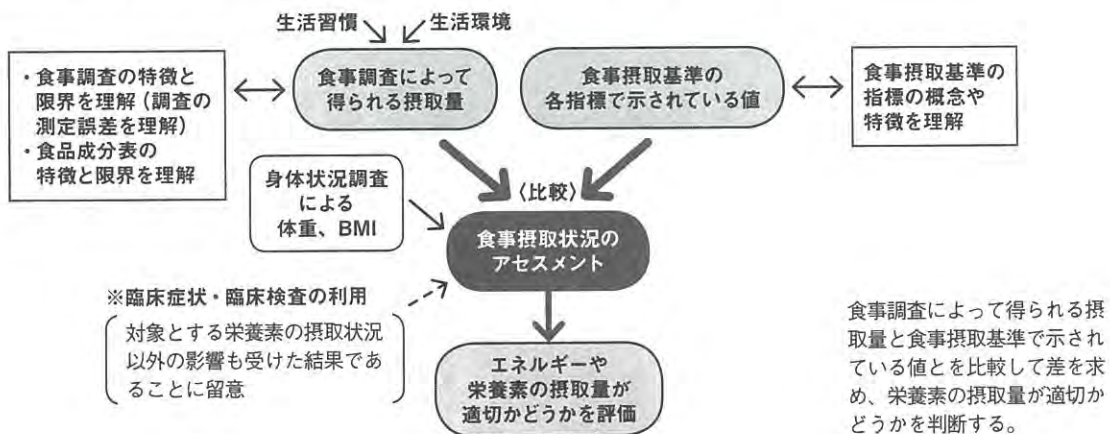 生活習慣 生活環境
・食事調査の特徴と
限界を理解（調査の
測定誤差を理解）
・食品成分表の
特徴と限界を理解
食事調査によって
得られる摂取量
食事摂取基準の
各指標で示されている値
食事摂取基準の
指標の概念や
特徴を理解
〈比較〉
身体状況調査
による
体重、BMI
食事摂取状況の
アセスメント
※臨床症状・臨床検査の利用
対象とする栄養素の摂取状況
以外の影響も受けた結果であ
ることに留意
エネルギーや
栄養素の摂取量が
適切かどうかを評価
食事調査によって得られる摂
取量と食事摂取基準で示され
ている値とを比較して差を求
め、栄養素の摂取量が適切か
どうかを判断する。